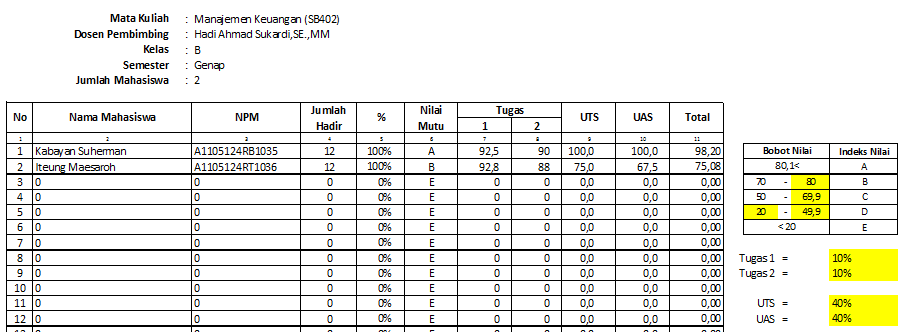 Mata Kuliah : Manajemen Keuangan (SB402)
Dosen Pembimbing : Hadi Ahmad Sukardi,SE.,MM
Kelas : B
Semester : Genap
Jumlah Mahasiswa : 2
No Nama Mahasiswa NPM Jumlah Hadir % Nilai Mutu Tugas 1 2 UTS UAS Total
1 2 3 4 5 6 7 8 9 10 11
1 Kabayan Suherman A1105124RB1035 12 100% A 92,5 90 100,0 100,0 98,20
2 Iteung Maesaroh A1105124RT1036 12 100% B 92,8 88 75,0 67,5 75,08
3 0 0 0 0% E 0 0 0,0 0,0 0,00
4 0 0 0 0% E 0 0 0,0 0,0 0,00
5 0 0 0 0% E 0 0 0,0 0,0 0,00
6 0 0 0 0% E 0 0 0,0 0,0 0,00
7 0 0 0 0% E 0 0 0,0 0,0 0,00
8 0 0 0 0% E 0 0 0,0 0,0 0,00
9 0 0 0 0% E 0 0 0,0 0,0 0,00
10 0 0 0 0% E 0 0 0,0 0,0 0,00
11 0 0 0 0% E 0 0 0,0 0,0 0,00
12 0 0 0 0% E 0 0 0,0 0,0 0,00
Bobot Nilai Indeks Nilai
80,1< A
70 - 80 B
50 - 69,9 C
20 - 49,9 D
<20 E
Tugas 1 = 10%
Tugas 2 = 10%
UTS = 40%
UAS = 40%